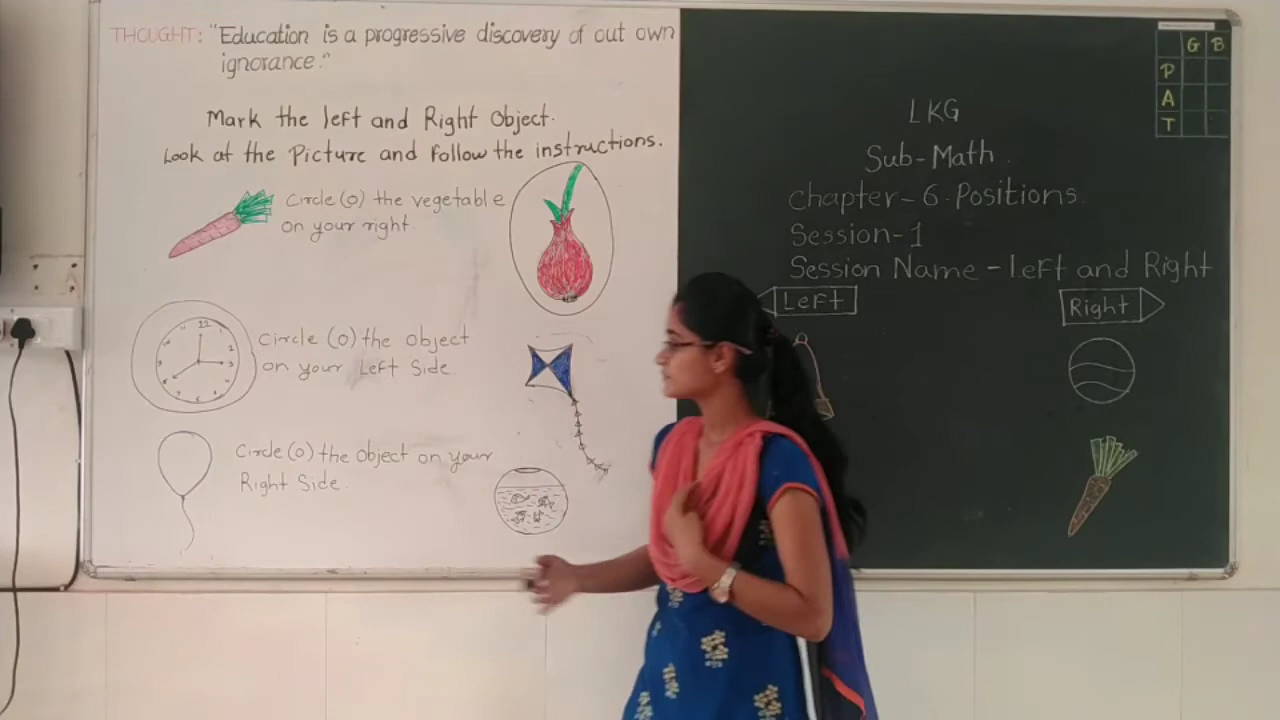 THOUGHT: "Education is a progressive discovery of out own
ignorance."
Mark the left and Right Object.
Look at the Picture and Follow the instructions.
Circle (o) the vegetable
on your right.
Circle (o) the object
on your Left Side.
Circle (o) the object on your
Right Side.
G B
P
A
T
LKG
Sub-Math
Chapter-6 Positions
Session-1
Session Name - Left and Right
Left
Right